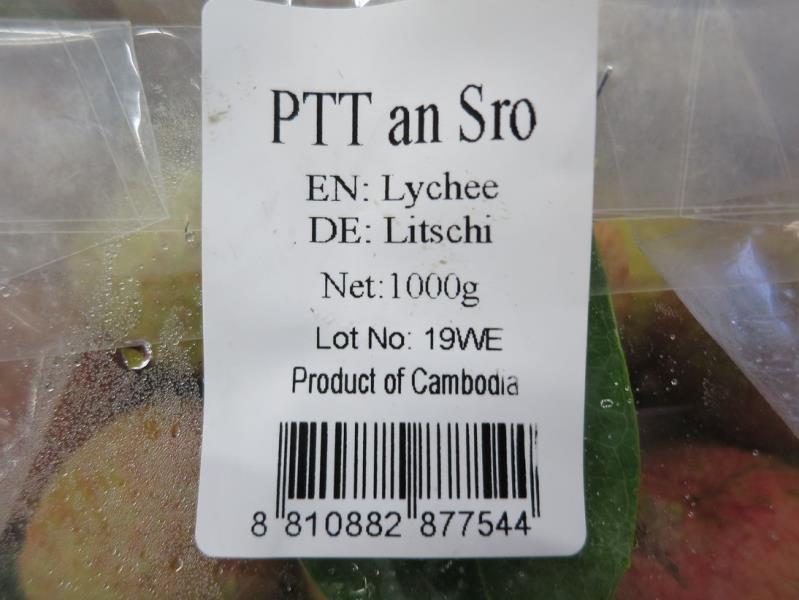 PTT an Sro
EN: Lychee
DE: Litschi
Net:1000g
Lot No: 19WE
Product of Cambodia
8 810882 877544